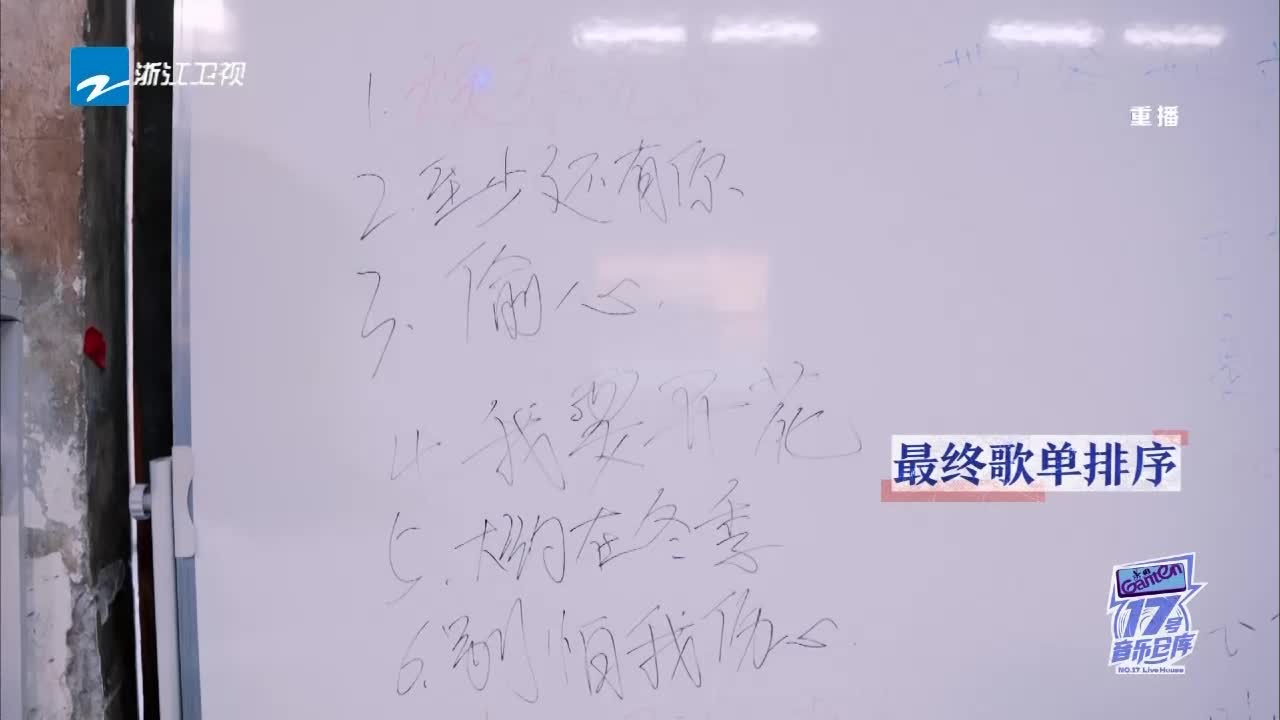 浙江卫视
重播
1.
2.至少还有你
3.偷心.
4.我要开花
5.大约在冬季
6.别怕我伤心.
最终歌单排序
Ganten
17号
音乐仓库
NO.17 Live House